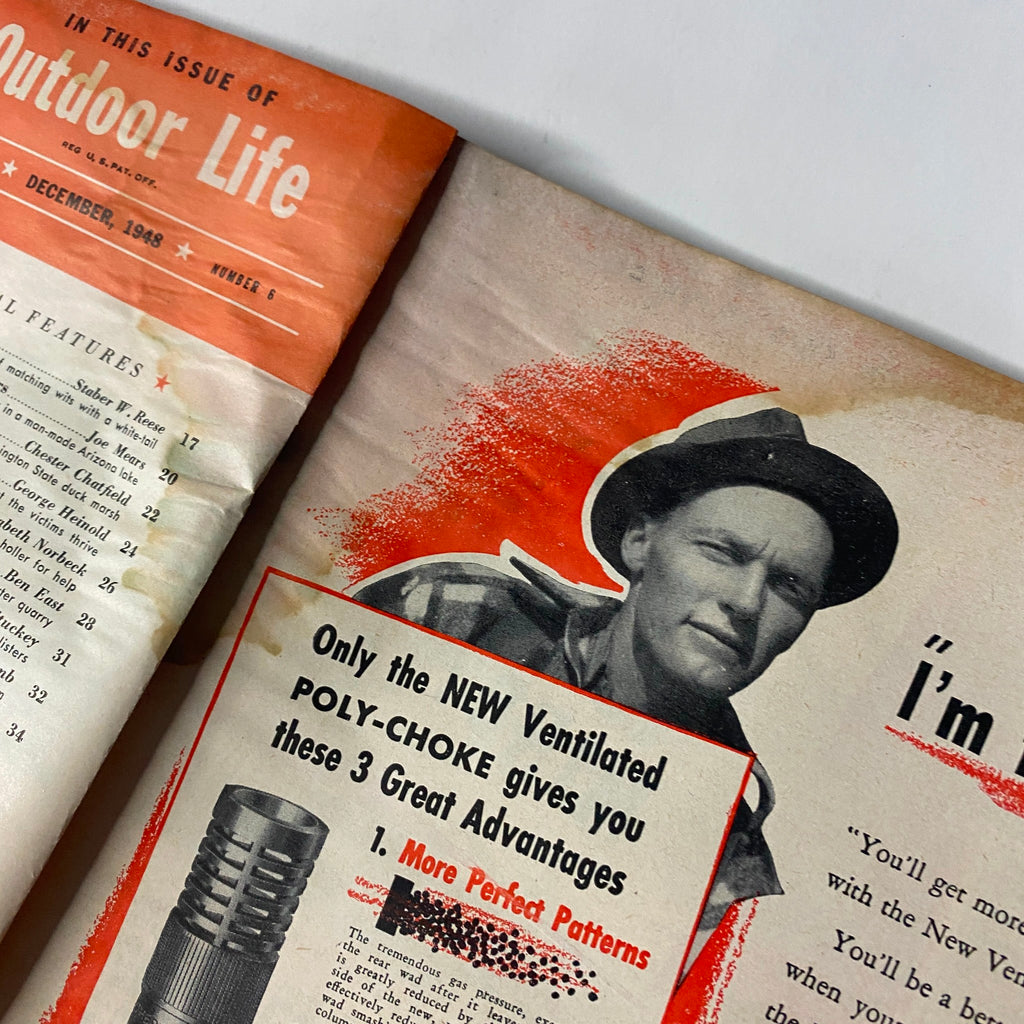 IN THIS ISSUE OF
Outdoor Life
REG U.S. PAT. OFF.
★ DECEMBER, 1948 ★
NUMBER 6
FEATURES ★
Staber W. Reese 17
matching wits with a white-tail
Joe Mears 20
in a man-made Arizona lake
Chester Chatfield 22
State duck marsh
George Heinold 24
the victims thrive
Norbeck 26
holler for help
Ben East 28
quarry
31
32
34
Only the NEW Ventilated
POLY-CHOKE gives you
these 3 Great Advantages
1. More Perfect Patterns
The tremendous gas pressure,
the rear wad after it
is greatly reduced by
side of the new,
effectively
wad
"I'm
"You'll get more
with the New
You'll be a
when
the